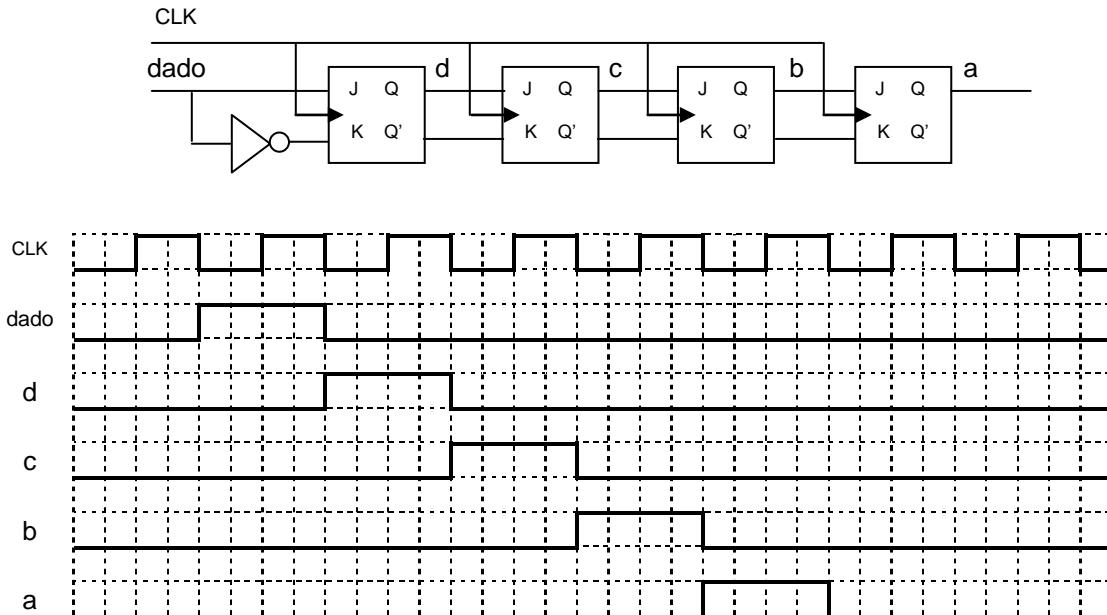 CLK
dado d c b a
J Q J Q J Q J Q
K Q' K Q' K Q' K Q'
CLK
dado
d
c
b
a